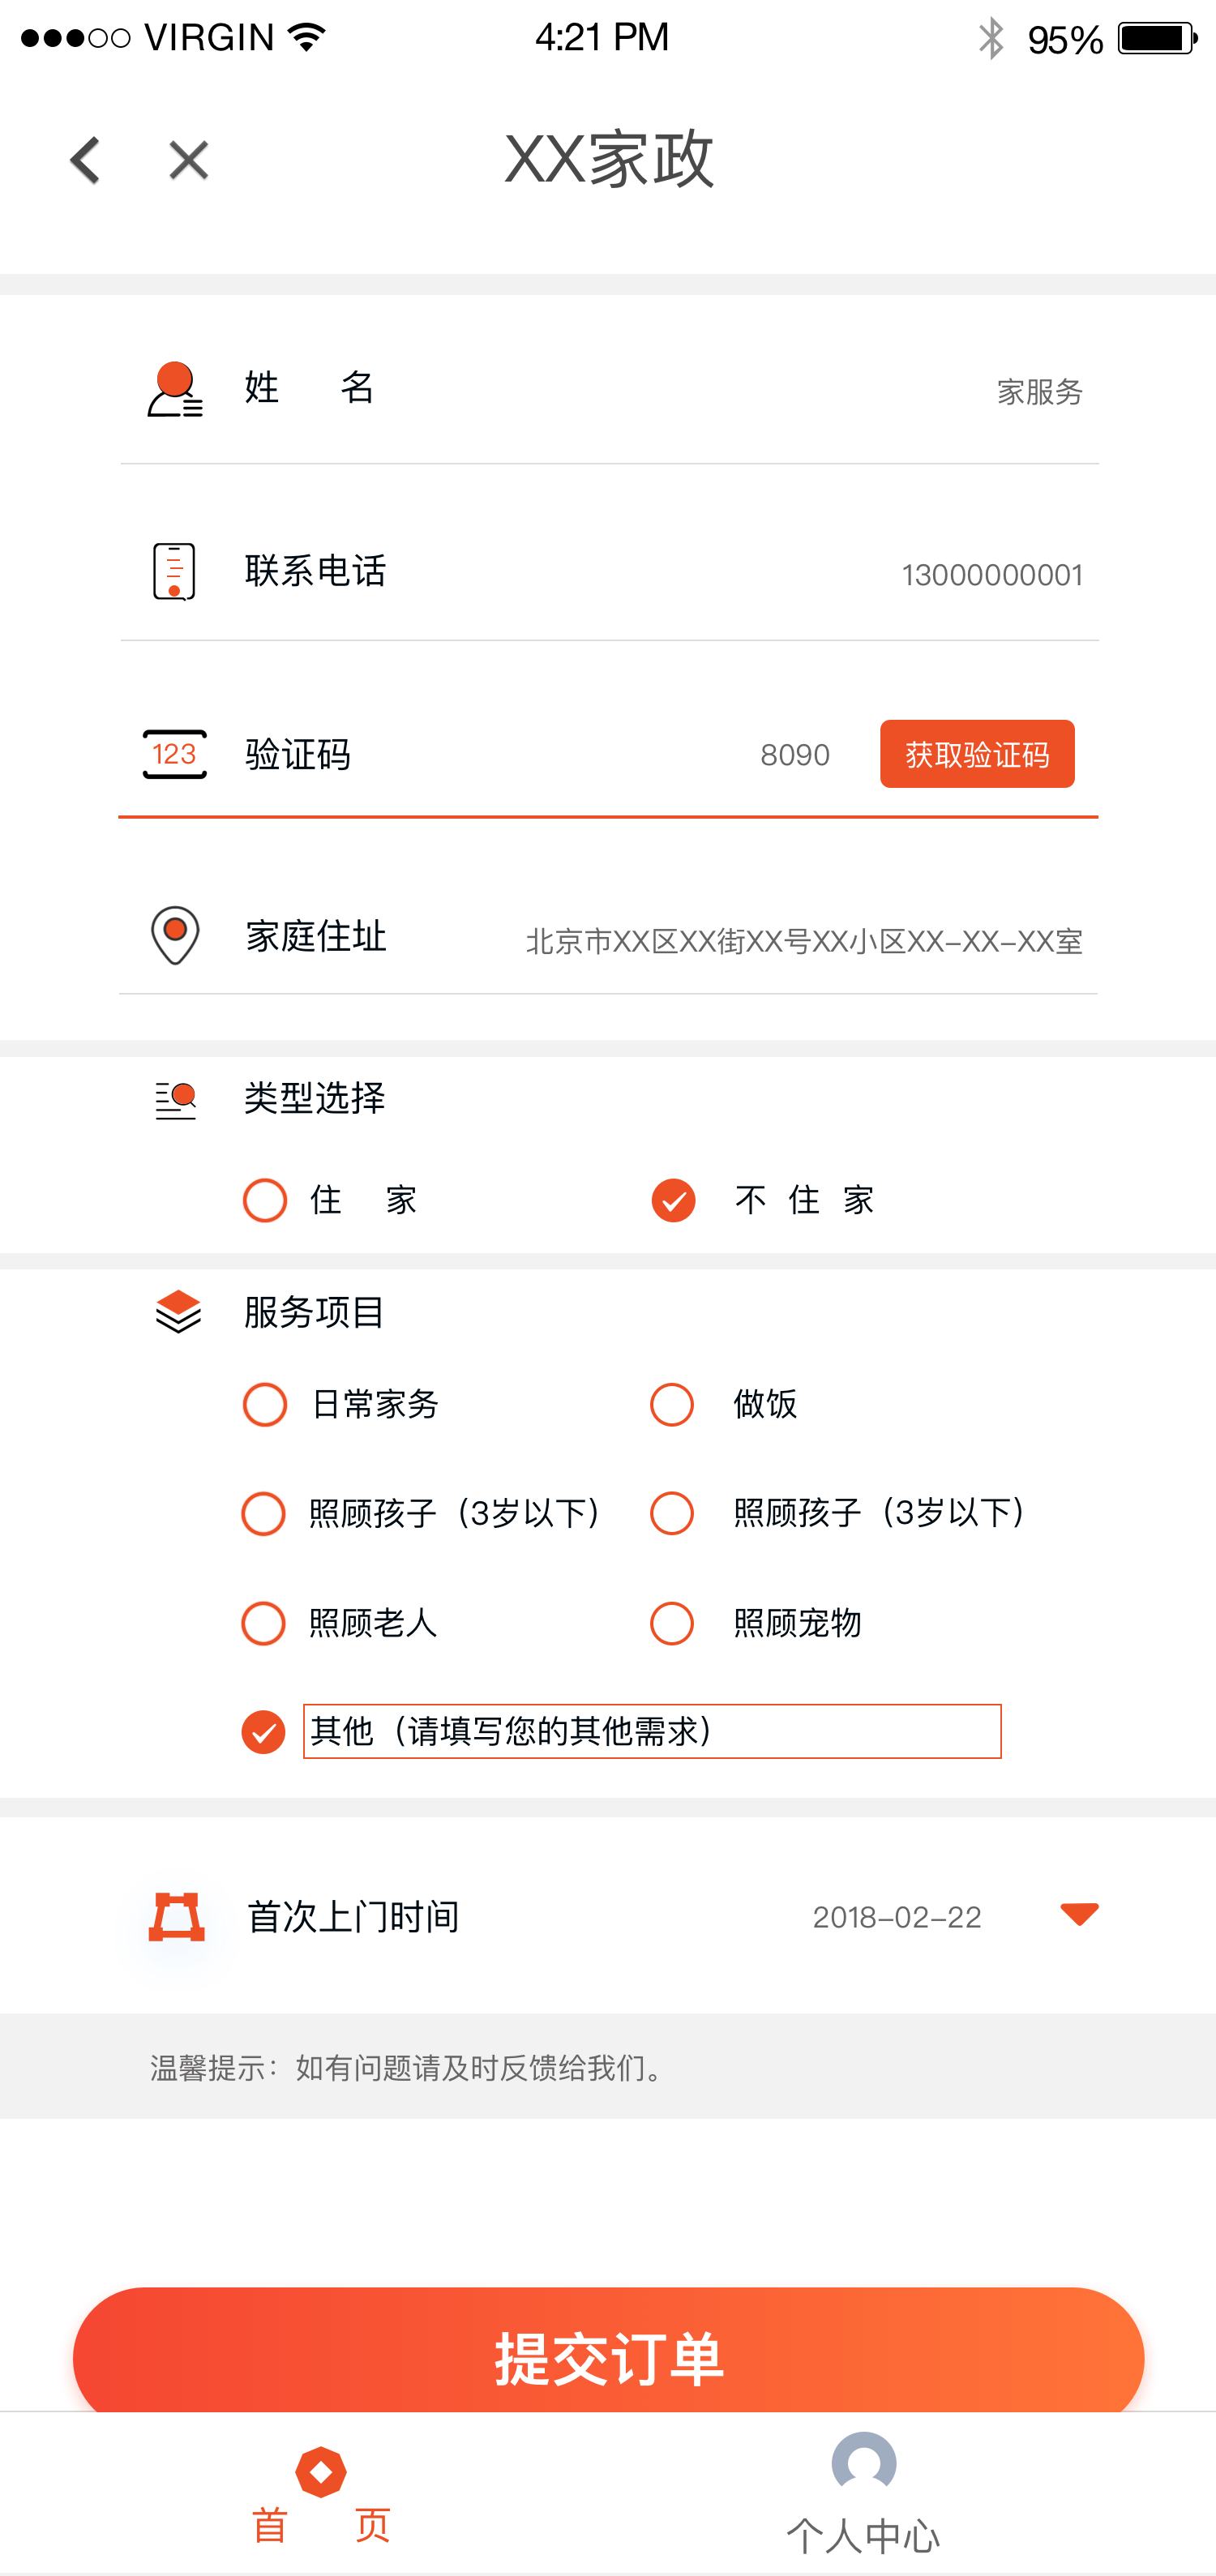 VIRGIN 4:21 PM 95%
XX家政
姓 名 家服务
联系电话 13000000001
123 验证码 8090 获取验证码
家庭住址 北京市XX区XX街XX号XX小区XX-XX-XX室
类型选择
住 家 不 住 家
服务项目
日常家务 做饭
照顾孩子（3岁以下） 照顾孩子（3岁以下）
照顾老人 照顾宠物
其他（请填写您的其他需求）
首次上门时间 2018-02-22
温馨提示：如有问题请及时反馈给我们。
提交订单
首 页 个人中心